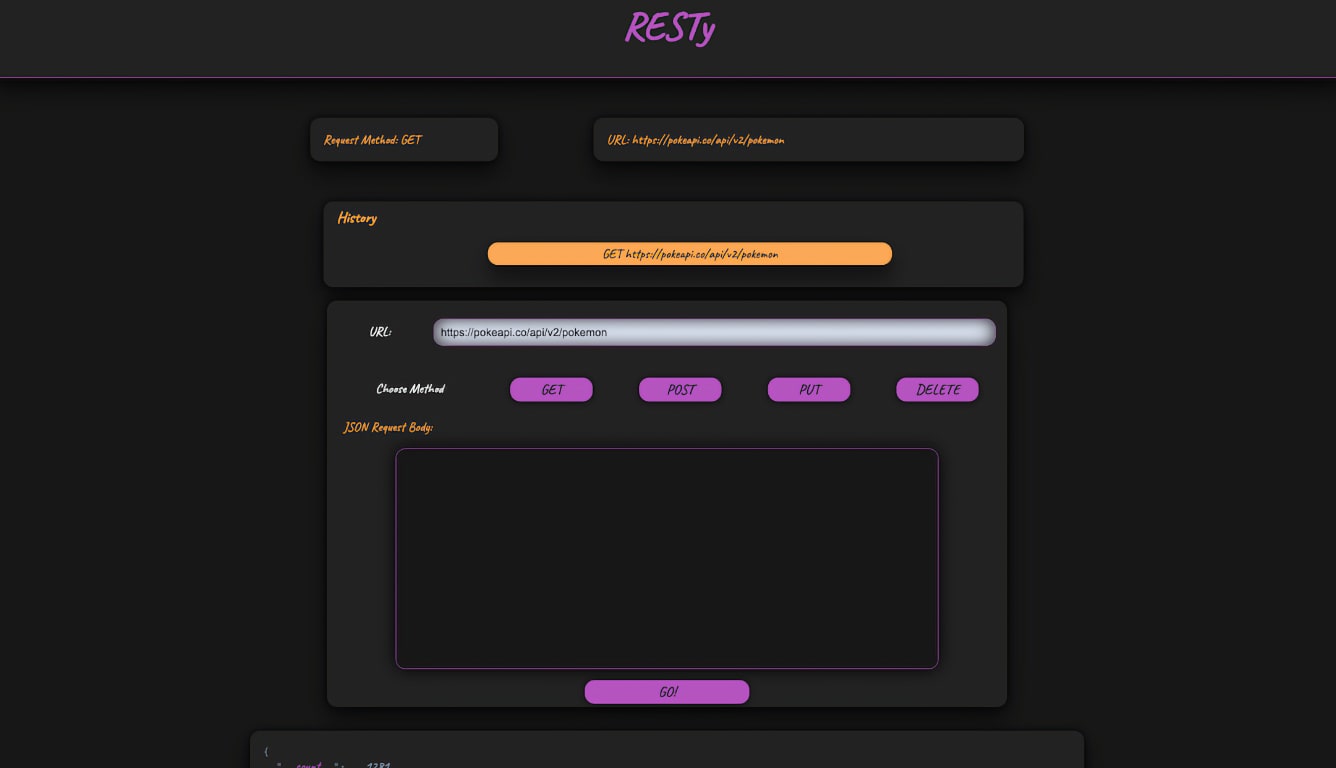 RESTy
Request Method: GET
URL: https://pokeapi.co/api/v2/pokemon
History
GET https://pokeapi.co/api/v2/pokemon
URL: https://pokeapi.co/api/v2/pokemon
Choose Method GET POST PUT DELETE
JSON Request Body:
GO!
{
"count": 1281